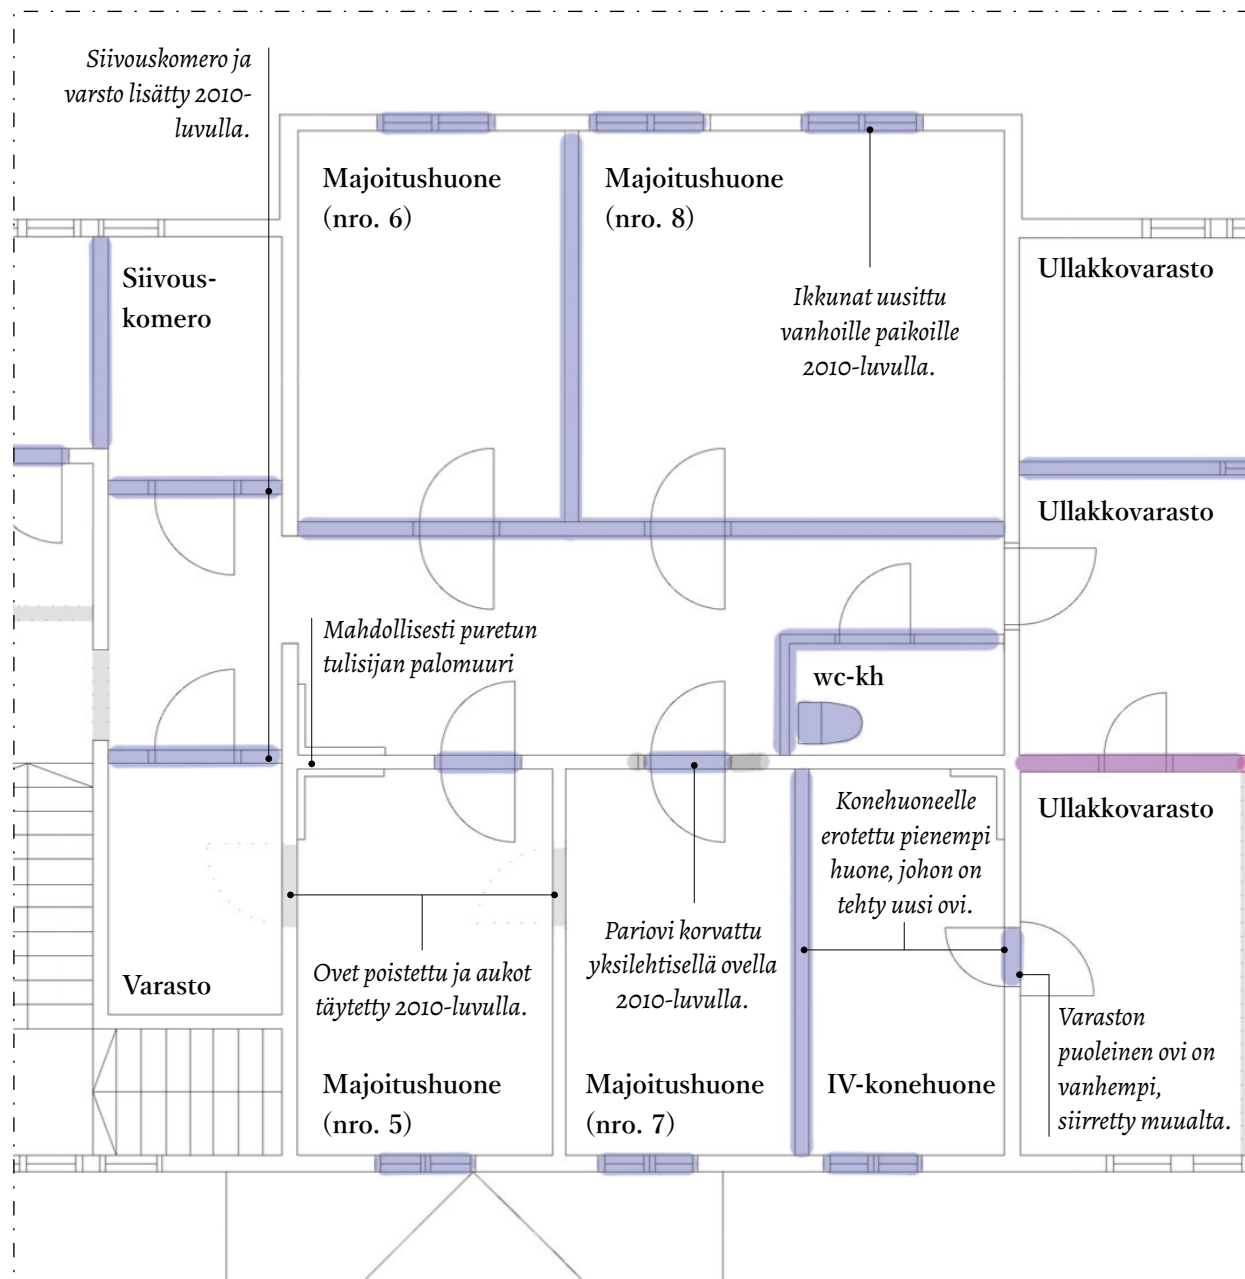 Siivouskomero ja
varsto lisätty 2010-
luvulla.
Majoitushuone
(nro. 6)
Majoitushuone
(nro. 8)
Siivous-
komero
Ullakkovarasto
Ikkunat uusittu
vanhoille paikoille
2010-luvulla.
Ullakkovarasto
Mahdollisesti puretun
tulisijan palomuuri
wc-kh
Konehuoneelle
erotettu pienempi
huone, johon on
tehty uusi ovi.
Ullakkovarasto
Pariovi korvattu
yksilehtisellä ovella
2010-luvulla.
Ovet poistettu ja aukot
täytetty 2010-luvulla.
Varasto
Varaston
puoleinen ovi on
vanhempi,
siirretty muualta.
Majoitushuone
(nro. 5)
Majoitushuone
(nro. 7)
IV-konehuone